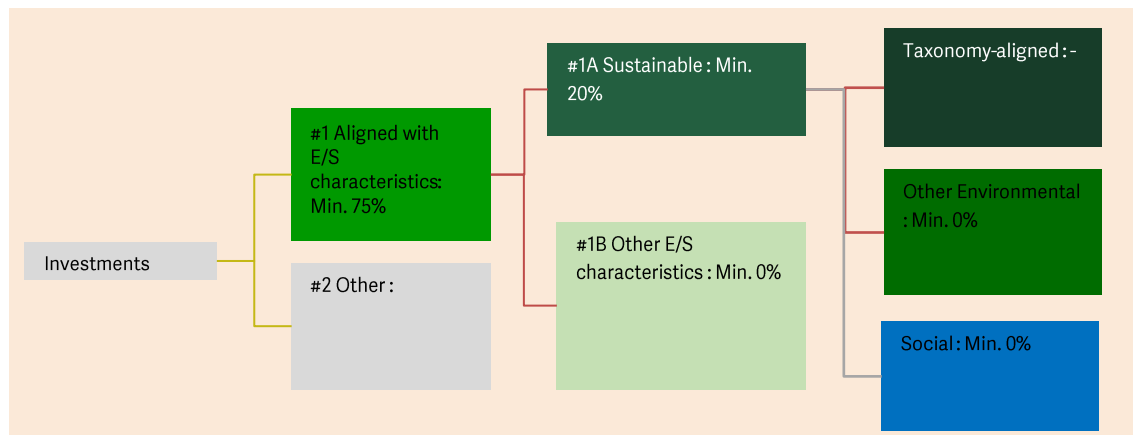 Investments
#1 Aligned with
E/S
characteristics:
Min. 75%
#2 Other :
#1A Sustainable : Min.
20%
#1B Other E/S
characteristics : Min. 0%
Taxonomy-aligned : -
Other Environmental
: Min. 0%
Social : Min. 0%